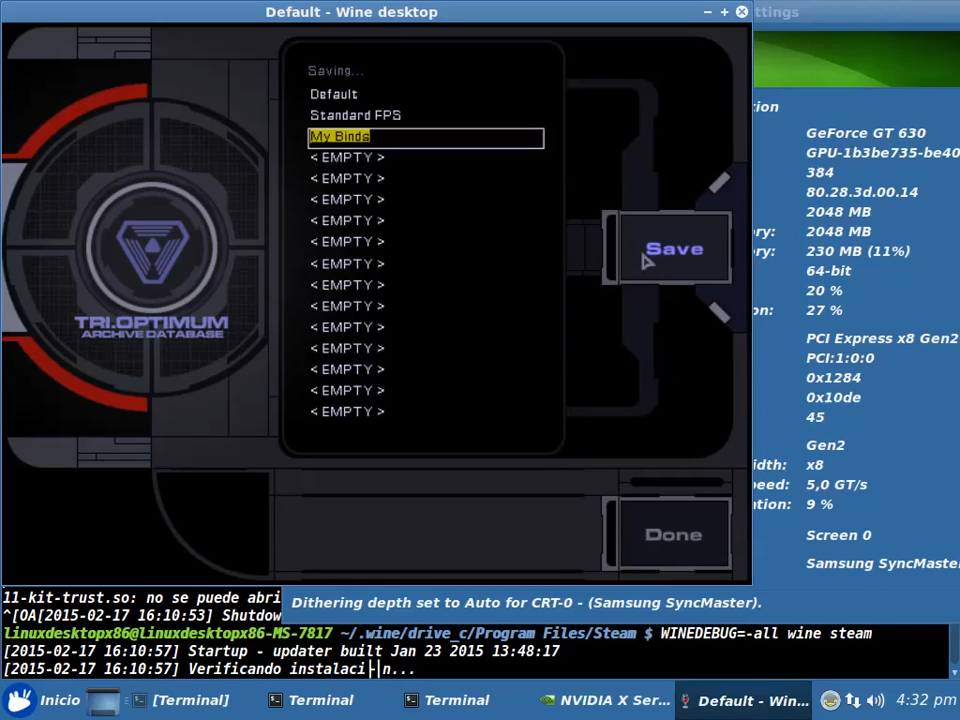 Default - Wine desktop
ttings
Saving...
Default
Standard FPS
My Binds
< EMPTY >
< EMPTY >
< EMPTY >
< EMPTY >
< EMPTY >
< EMPTY >
< EMPTY >
< EMPTY >
< EMPTY >
< EMPTY >
< EMPTY >
< EMPTY >
< EMPTY >
TRI.OPTIMUM
ARCHIVE DATABASE
Save
Done
tion
GeForce GT 630
GPU-1b3be735-be40
384
80.28.3d.00.14
2048 MB
ory: 2048 MB
ory: 230 MB (11%)
64-bit
20 %
on: 27 %
PCI Express x8 Gen2
PCI:1:0:0
0x1284
0x10de
45
Gen2
idth: x8
peed: 5,0 GT/s
ation: 9 %
Screen 0
Samsung SyncMaste
11-kit-trust.so: no se puede abri
^[OA[2015-02-17 16:10:53] Shutdow
Dithering depth set to Auto for CRT-0 - (Samsung SyncMaster).
linuxdesktopx86@linuxdesktopx86-MS-7817 ~/.wine/drive_c/Program Files/Steam $ WINEDEBUG=-all wine steam
[2015-02-17 16:10:57] Startup - updater built Jan 23 2015 13:48:17
[2015-02-17 16:10:57] Verificando instalaci├│n...
Inicio
[Terminal]
Terminal
Terminal
NVIDIA X Ser...
Default - Win...
4:32 pm